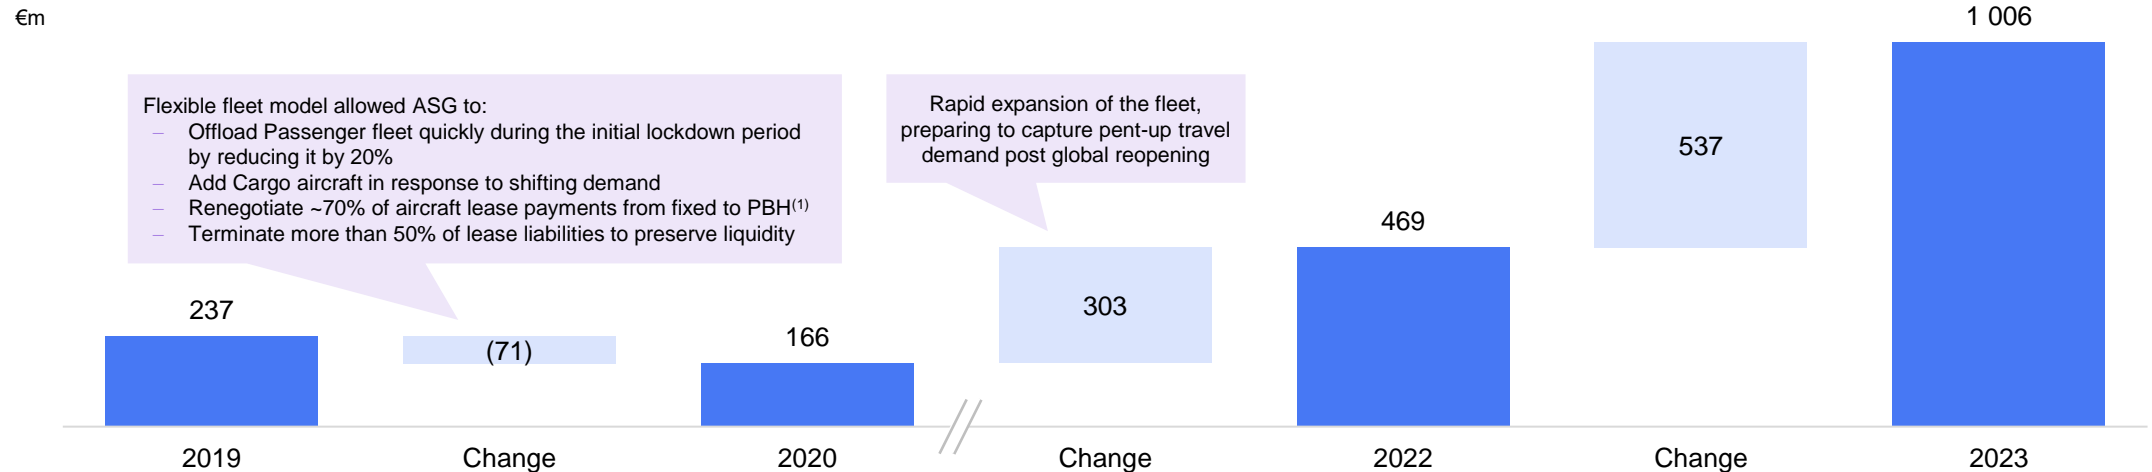 €m
Flexible fleet model allowed ASG to:
– Offload Passenger fleet quickly during the initial lockdown period
by reducing it by 20%
– Add Cargo aircraft in response to shifting demand
– Renegotiate ~70% of aircraft lease payments from fixed to PBH(1)
– Terminate more than 50% of lease liabilities to preserve liquidity
Rapid expansion of the fleet,
preparing to capture pent-up travel
demand post global reopening
237
(71)
166
303
469
537
1 006
2019
Change
2020
Change
2022
Change
2023